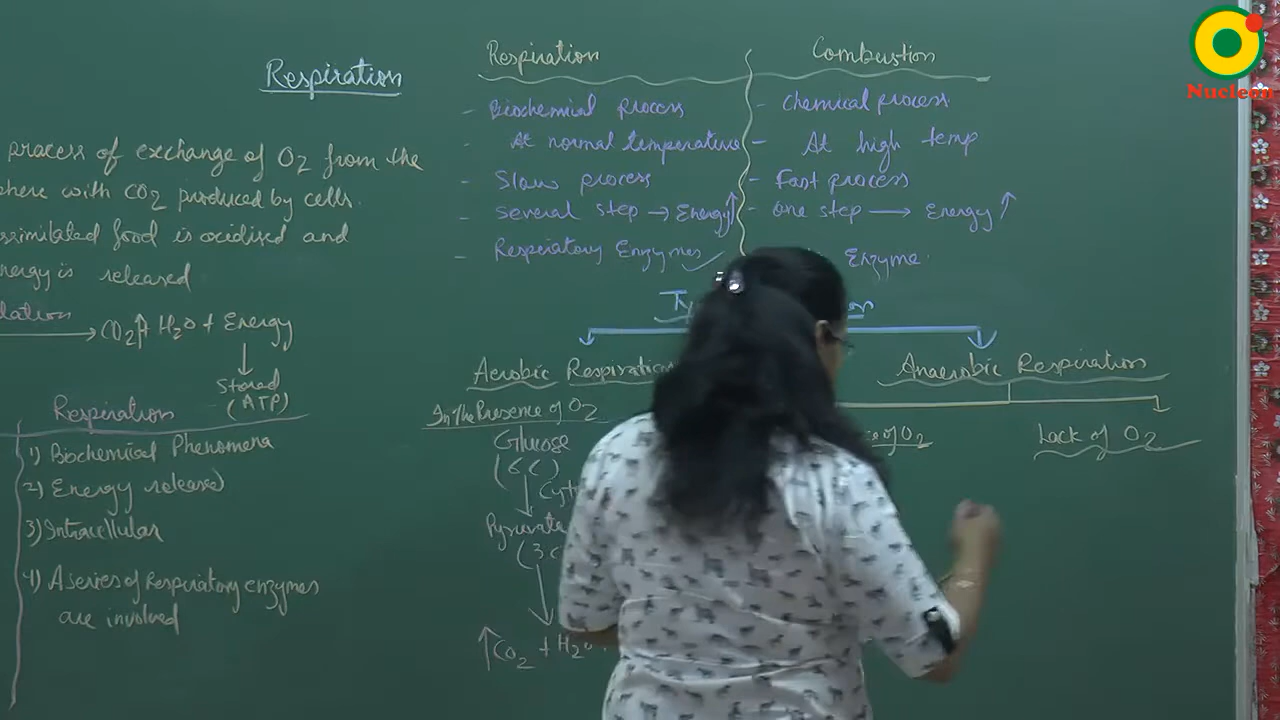 Respiration
process of exchange of O2 from the
here with CO2 produced by cells.
ssimilated food is oxidised and
nergy is released
dation
→ CO2↑ + H2O + Energy
Stored
(ATP)
Respiration
1) Biochemical Phenomena
2) Energy released
3) Intracellular
4) A series of Respiratory enzymes
are involved
Respiration
- Biochemical process
- At normal temperature
- Slow process
- Several step → Energy↑
- Respiratory Enzymes ✓
Combustion
- Chemical process
- At high temp
- Fast process
- one step → Energy↑
Enzyme
Aerobic Respiration
In the Presence of O2
Glucose
(6C)
Cyt
Pyruvate
(3C
↑CO2 + H2O
Anaerobic Respiration
of O2
Lack of O2
Nucleon